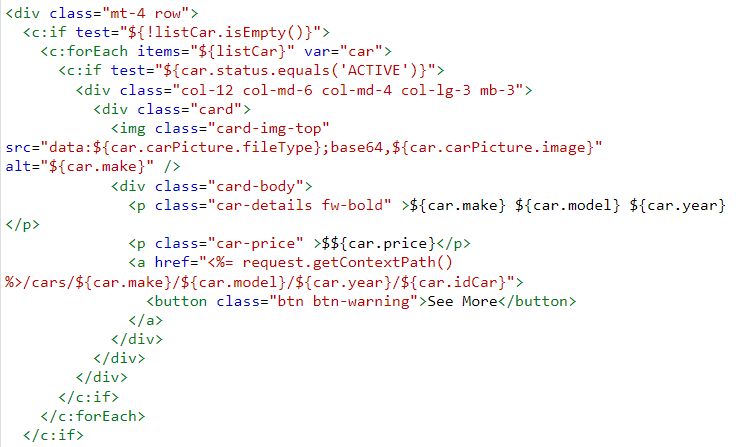 <div class="mt-4 row">
<c:if test="${!listCar.isEmpty()}">
<c:forEach items="${listCar}" var="car">
<c:if test="${car.status.equals('ACTIVE')}">
<div class="col-12 col-md-6 col-md-4 col-lg-3 mb-3">
<div class="card">
<img class="card-img-top"
src="data:${car.carPicture.fileType};base64,${car.carPicture.image}"
alt="${car.make}" />
<div class="card-body">
<p class="car-details fw-bold" >${car.make} ${car.model} ${car.year}
</p>
<p class="car-price" >$${car.price}</p>
<a href="<%= request.getContextPath()
%>/cars/${car.make}/${car.model}/${car.year}/${car.idCar}">
<button class="btn btn-warning">See More</button>
</a>
</div>
</div>
</div>
</c:if>
</c:forEach>
</c:if>